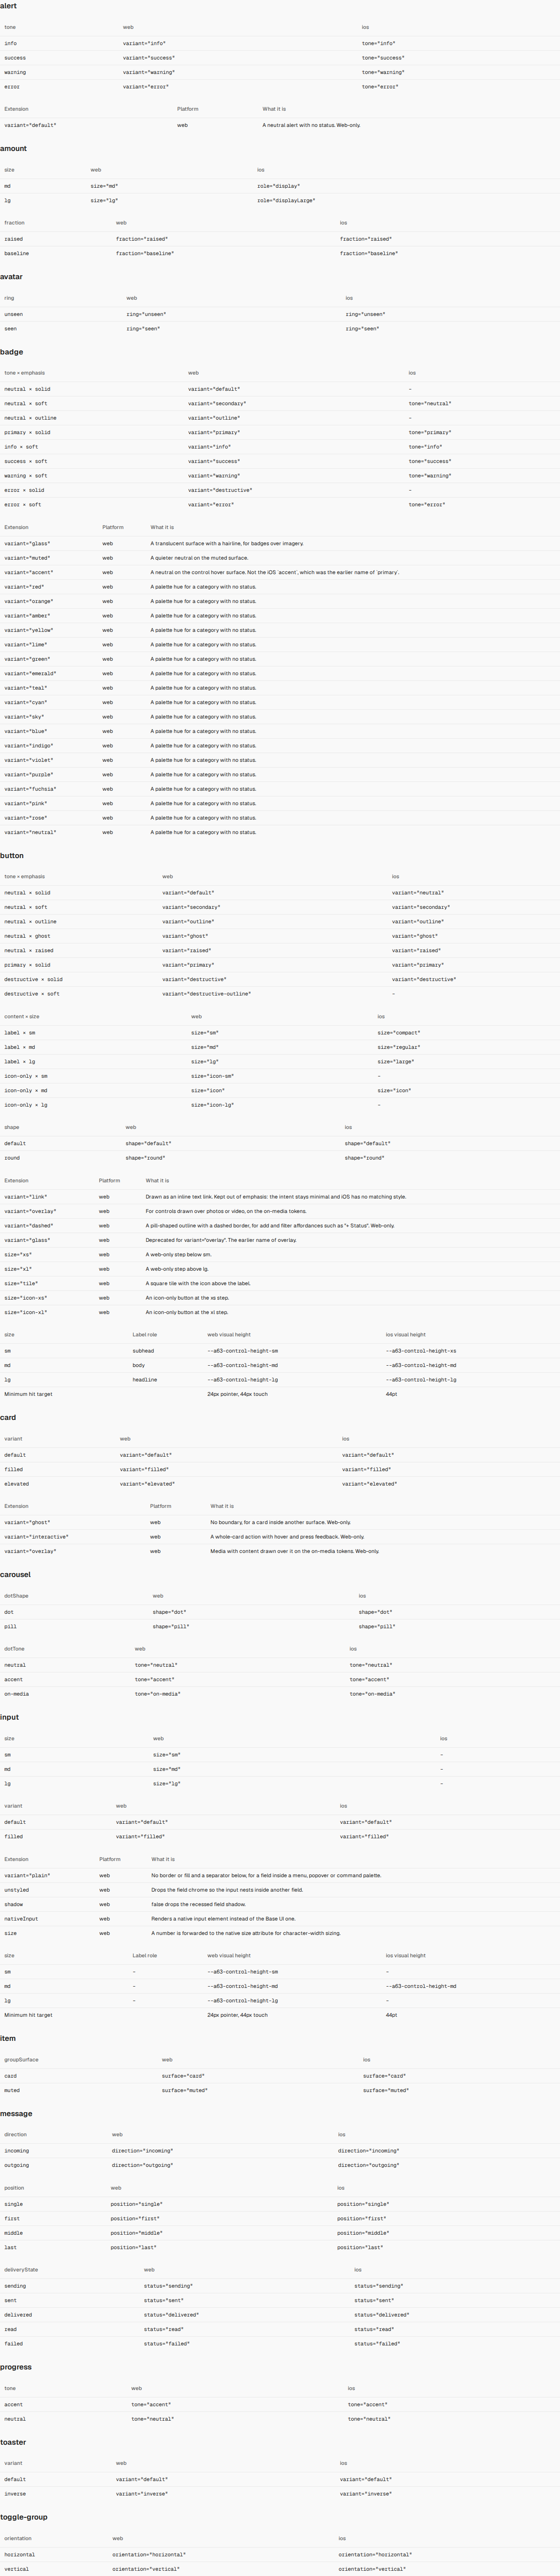 alert
tone web ios
info variant="info" tone="info"
success variant="success" tone="success"
warning variant="warning" tone="warning"
error variant="error" tone="error"
Extension Platform What it is
variant="default" web A neutral alert with no status. Web-only.
amount
size web ios
md size="md" role="display"
lg size="lg" role="displayLarge"
fraction web ios
raised fraction="raised" fraction="raised"
baseline fraction="baseline" fraction="baseline"
avatar
ring web ios
unseen ring="unseen" ring="unseen"
seen ring="seen" ring="seen"
badge
tone × emphasis web ios
neutral × solid variant="default" –
neutral × soft variant="secondary" tone="neutral"
neutral × outline variant="outline" –
primary × solid variant="primary" tone="primary"
info × soft variant="info" tone="info"
success × soft variant="success" tone="success"
warning × soft variant="warning" tone="warning"
error × solid variant="destructive" –
error × soft variant="error" tone="error"
Extension Platform What it is
variant="glass" web A translucent surface with a hairline, for badges over imagery.
variant="muted" web A quieter neutral on the muted surface.
variant="accent" web A neutral on the control hover surface. Not the iOS `accent`, which was the earlier name of `primary`.
variant="red" web A palette hue for a category with no status.
variant="orange" web A palette hue for a category with no status.
variant="amber" web A palette hue for a category with no status.
variant="yellow" web A palette hue for a category with no status.
variant="lime" web A palette hue for a category with no status.
variant="green" web A palette hue for a category with no status.
variant="emerald" web A palette hue for a category with no status.
variant="teal" web A palette hue for a category with no status.
variant="cyan" web A palette hue for a category with no status.
variant="sky" web A palette hue for a category with no status.
variant="blue" web A palette hue for a category with no status.
variant="indigo" web A palette hue for a category with no status.
variant="violet" web A palette hue for a category with no status.
variant="purple" web A palette hue for a category with no status.
variant="fuchsia" web A palette hue for a category with no status.
variant="pink" web A palette hue for a category with no status.
variant="rose" web A palette hue for a category with no status.
variant="neutral" web A palette hue for a category with no status.
button
tone × emphasis web ios
neutral × solid variant="default" variant="neutral"
neutral × soft variant="secondary" variant="secondary"
neutral × outline variant="outline" variant="outline"
neutral × ghost variant="ghost" variant="ghost"
neutral × raised variant="raised" variant="raised"
primary × solid variant="primary" variant="primary"
destructive × solid variant="destructive" variant="destructive"
destructive × soft variant="destructive-outline" –
content × size web ios
label × sm size="sm" size="compact"
label × md size="md" size="regular"
label × lg size="lg" size="large"
icon-only × sm size="icon-sm" –
icon-only × md size="icon" size="icon"
icon-only × lg size="icon-lg" –
shape web ios
default shape="default" shape="default"
round shape="round" shape="round"
Extension Platform What it is
variant="link" web Drawn as an inline text link. Kept out of emphasis: the intent stays minimal and iOS has no matching style.
variant="overlay" web For controls drawn over photos or video, on the on-media tokens.
variant="dashed" web A pill-shaped outline with a dashed border, for add and filter affordances such as "+ Status". Web-only.
variant="glass" web Deprecated for variant="overlay". The earlier name of overlay.
size="xs" web A web-only step below sm.
size="xl" web A web-only step above lg.
size="tile" web A square tile with the icon above the label.
size="icon-xs" web An icon-only button at the xs step.
size="icon-xl" web An icon-only button at the xl step.
size Label role web visual height ios visual height
sm subhead --a63-control-height-sm --a63-control-height-xs
md body --a63-control-height-md --a63-control-height-md
lg headline --a63-control-height-lg --a63-control-height-lg
Minimum hit target 24px pointer, 44px touch 44pt
card
variant web ios
default variant="default" variant="default"
filled variant="filled" variant="filled"
elevated variant="elevated" variant="elevated"
Extension Platform What it is
variant="ghost" web No boundary, for a card inside another surface. Web-only.
variant="interactive" web A whole-card action with hover and press feedback. Web-only.
variant="overlay" web Media with content drawn over it on the on-media tokens. Web-only.
carousel
dotShape web ios
dot shape="dot" shape="dot"
pill shape="pill" shape="pill"
dotTone web ios
neutral tone="neutral" tone="neutral"
accent tone="accent" tone="accent"
on-media tone="on-media" tone="on-media"
input
size web ios
sm size="sm" –
md size="md" –
lg size="lg" –
variant web ios
default variant="default" variant="default"
filled variant="filled" variant="filled"
Extension Platform What it is
variant="plain" web No border or fill and a separator below, for a field inside a menu, popover or command palette.
unstyled web Drops the field chrome so the input nests inside another field.
shadow web false drops the recessed field shadow.
nativeInput web Renders a native input element instead of the Base UI one.
size web A number is forwarded to the native size attribute for character-width sizing.
size Label role web visual height ios visual height
sm – --a63-control-height-sm –
md – --a63-control-height-md --a63-control-height-md
lg – --a63-control-height-lg –
Minimum hit target 24px pointer, 44px touch 44pt
item
groupSurface web ios
card surface="card" surface="card"
muted surface="muted" surface="muted"
message
direction web ios
incoming direction="incoming" direction="incoming"
outgoing direction="outgoing" direction="outgoing"
position web ios
single position="single" position="single"
first position="first" position="first"
middle position="middle" position="middle"
last position="last" position="last"
deliveryState web ios
sending status="sending" status="sending"
sent status="sent" status="sent"
delivered status="delivered" status="delivered"
read status="read" status="read"
failed status="failed" status="failed"
progress
tone web ios
accent tone="accent" tone="accent"
neutral tone="neutral" tone="neutral"
toaster
variant web ios
default variant="default" variant="default"
inverse variant="inverse" variant="inverse"
toggle-group
orientation web ios
horizontal orientation="horizontal" orientation="horizontal"
vertical orientation="vertical" orientation="vertical"